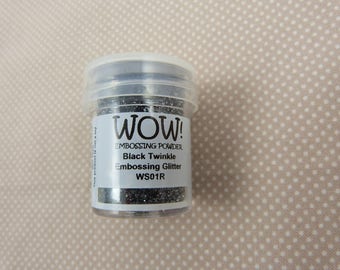 WOW!
EMBOSSING POWDER
Black Twinkle
Embossing Glitter
WS01R